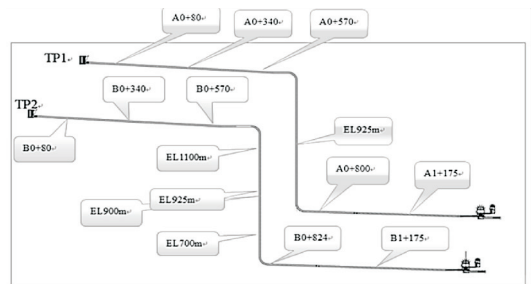 A0+80
A0+340
A0+570
TP1
B0+340
B0+570
TP2
B0+80
EL925m
EL1100m
A0+800
A1+175
EL925m
EL900m
EL700m
B0+824
B1+175